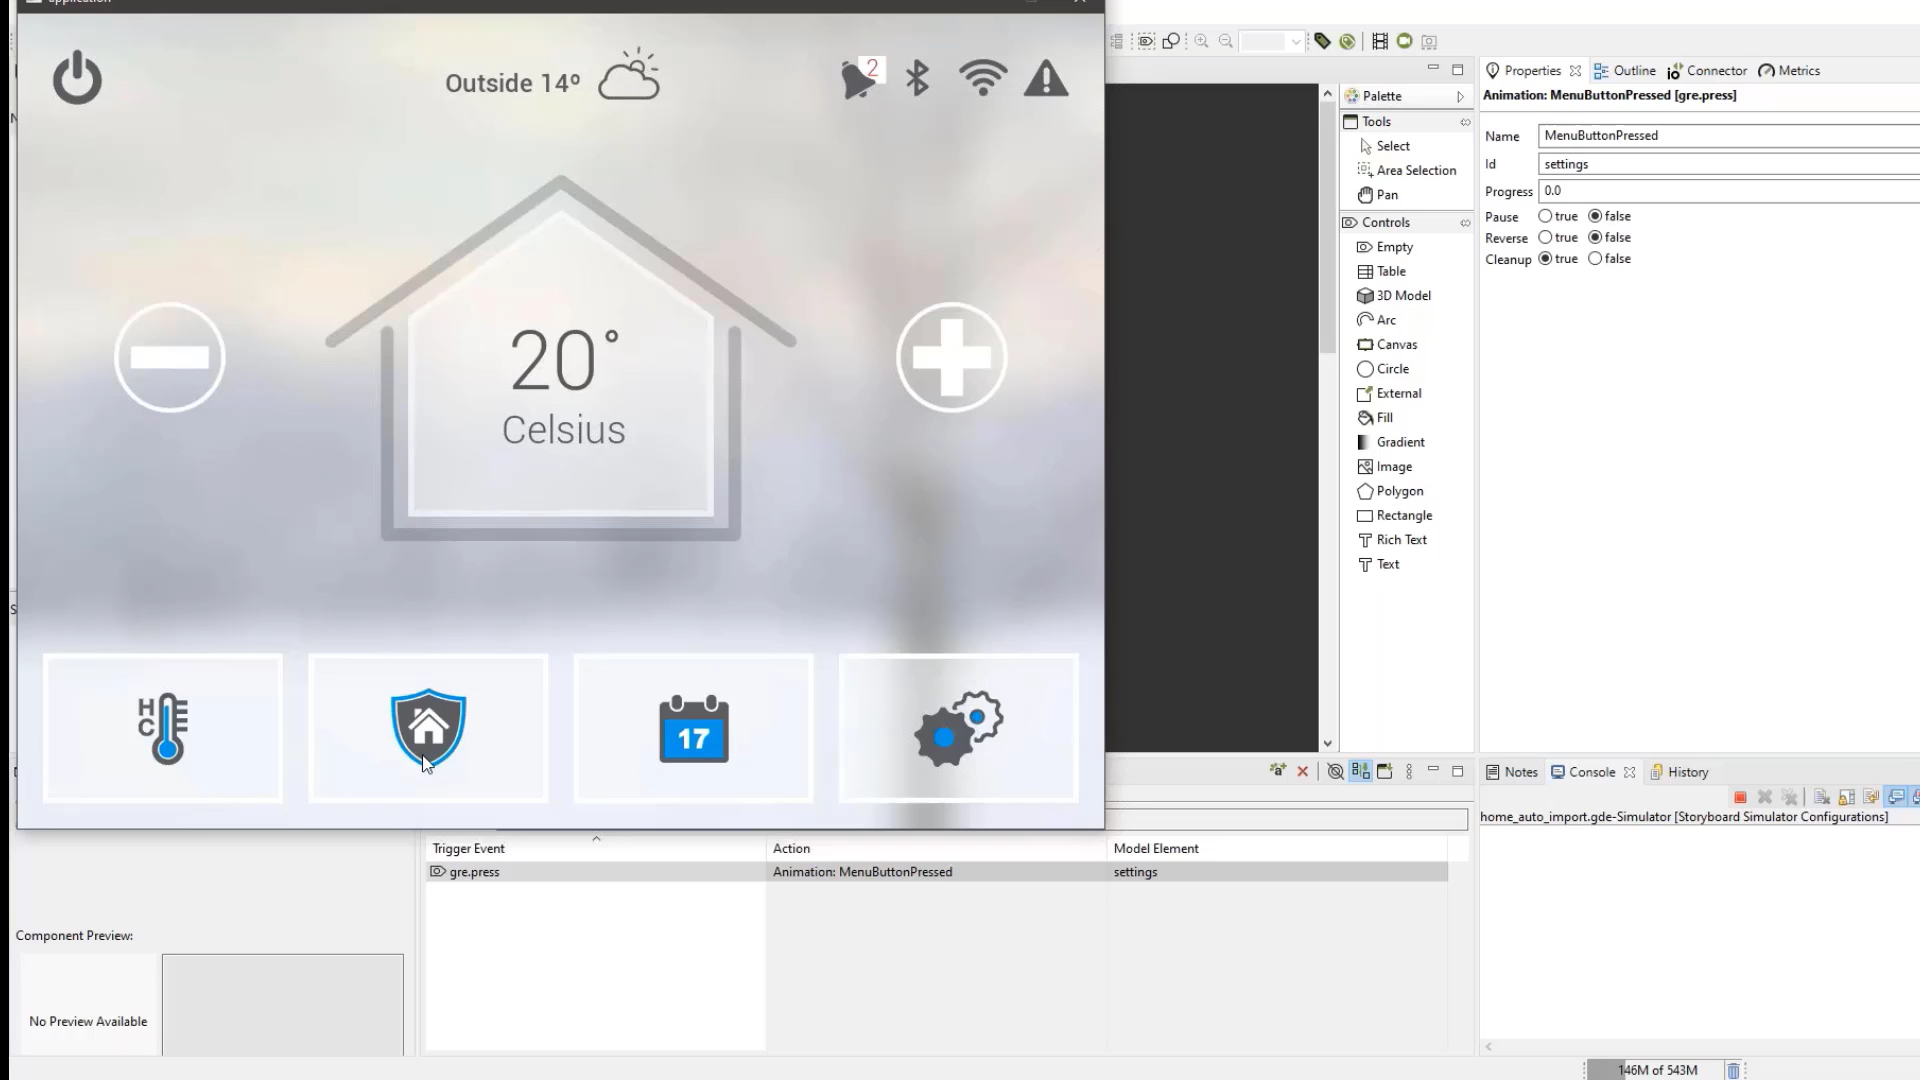 application
Outside 14º
2
20°
Celsius
H
C
17
Palette
Tools
Select
Area Selection
Pan
Controls
Empty
Table
3D Model
Arc
Canvas
Circle
External
Fill
Gradient
Image
Polygon
Rectangle
Rich Text
Text
Properties
Outline
Connector
Metrics
Animation: MenuButtonPressed [gre.press]
Name MenuButtonPressed
Id settings
Progress 0.0
Pause true false
Reverse true false
Cleanup true false
Notes
Console
History
home_auto_import.gde-Simulator [Storyboard Simulator Configurations]
Trigger Event Action Model Element
gre.press Animation: MenuButtonPressed settings
Component Preview:
No Preview Available
146M of 543M